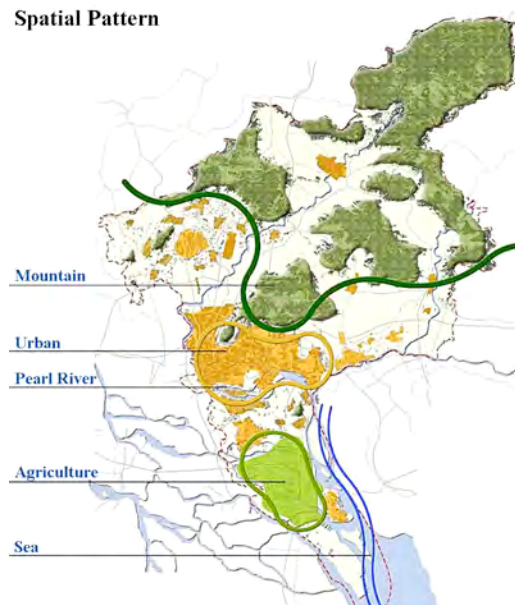 Spatial Pattern
Mountain
Urban
Pearl River
Agriculture
Sea